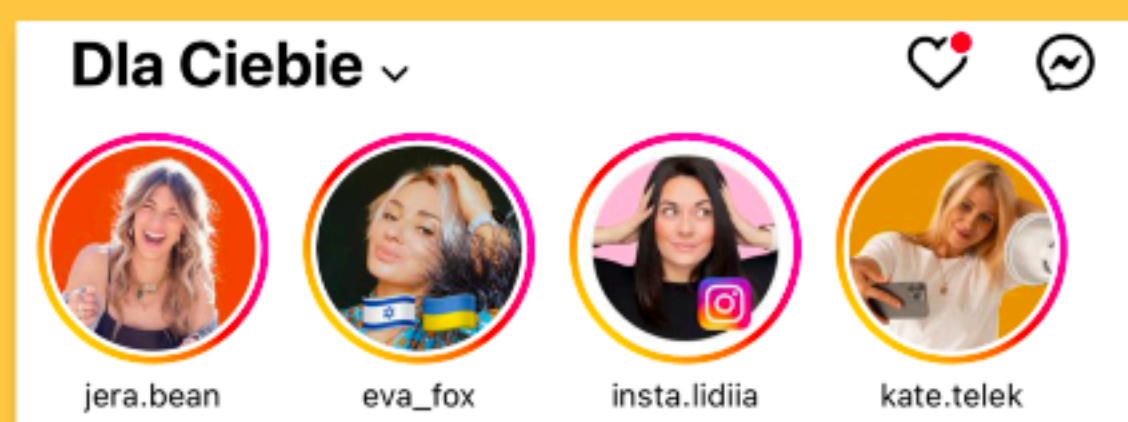 Dla Ciebie
jera.bean
eva_fox
insta.lidiia
kate.telek